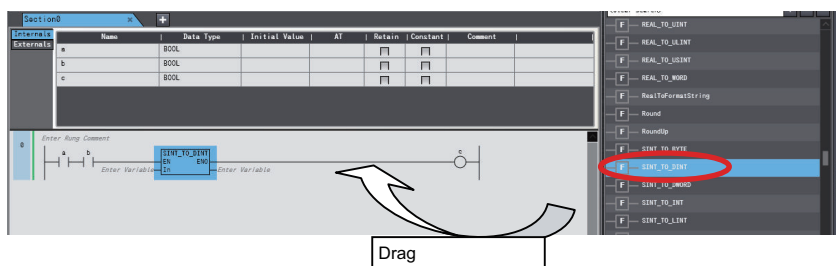 Section0 × +
Internals
Externals
Name | Data Type | Initial Value | AT | Retain | Constant | Comment |
a BOOL
b BOOL
c BOOL
0 Enter Rung Comment
a b SINT_TO_DINT c
EN ENO
Enter Variable In Enter Variable
F REAL_TO_UINT
F REAL_TO_ULINT
F REAL_TO_USINT
F REAL_TO_WORD
F RealToFormatString
F Round
F RoundUp
F SINT_TO_BYTE
F SINT_TO_DINT
F SINT_TO_DWORD
F SINT_TO_INT
F SINT_TO_LINT
Drag